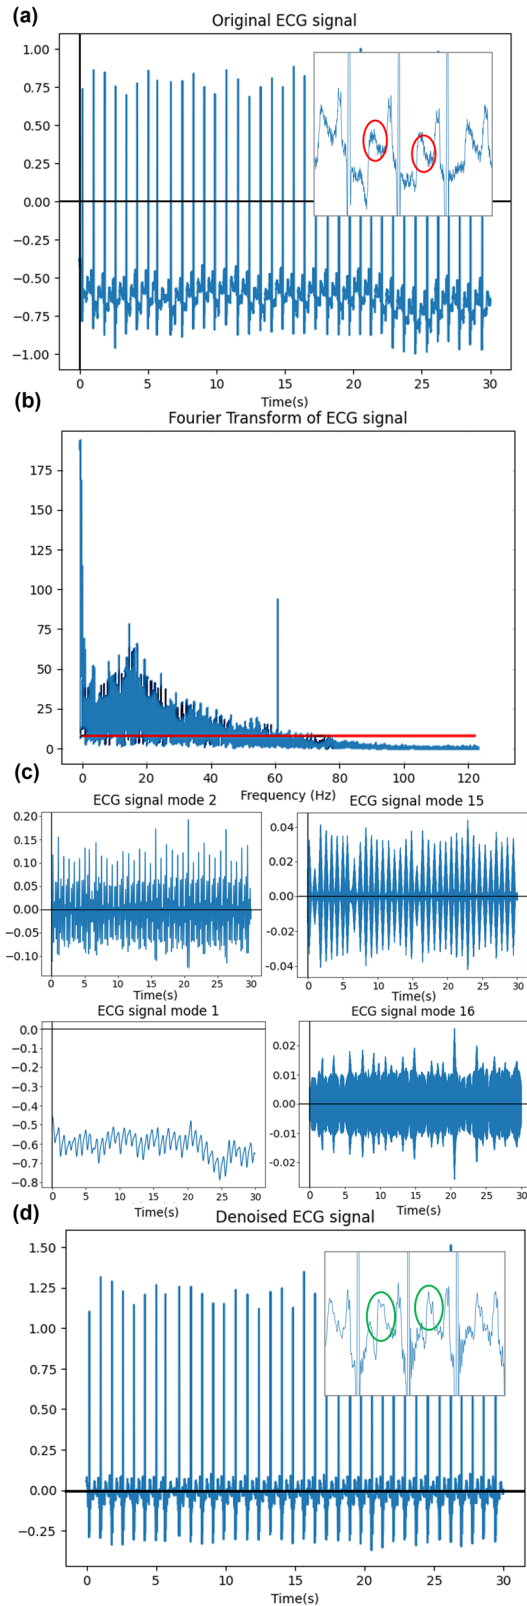 (a)
Original ECG signal
1.00
0.75
0.50
0.25
0.00
−0.25
−0.50
−0.75
−1.00
0 5 10 15 20 25 30
Time(s)
(b)
Fourier Transform of ECG signal
175
150
125
100
75
50
25
0
0 20 40 60 80 100 120
Frequency (Hz)
(c)
ECG signal mode 2
0.20
0.15
0.10
0.05
0.00
−0.05
−0.10
0 5 10 15 20 25 30
Time(s)
ECG signal mode 15
0.04
0.02
0.00
−0.02
−0.04
0 5 10 15 20 25 30
Time(s)
ECG signal mode 1
0.0
−0.1
−0.2
−0.3
−0.4
−0.5
−0.6
−0.7
−0.8
0 5 10 15 20 25 30
Time(s)
ECG signal mode 16
0.02
0.01
0.00
−0.01
−0.02
0 5 10 15 20 25 30
Time(s)
(d)
Denoised ECG signal
1.50
1.25
1.00
0.75
0.50
0.25
0.00
−0.25
0 5 10 15 20 25 30
Time(s)